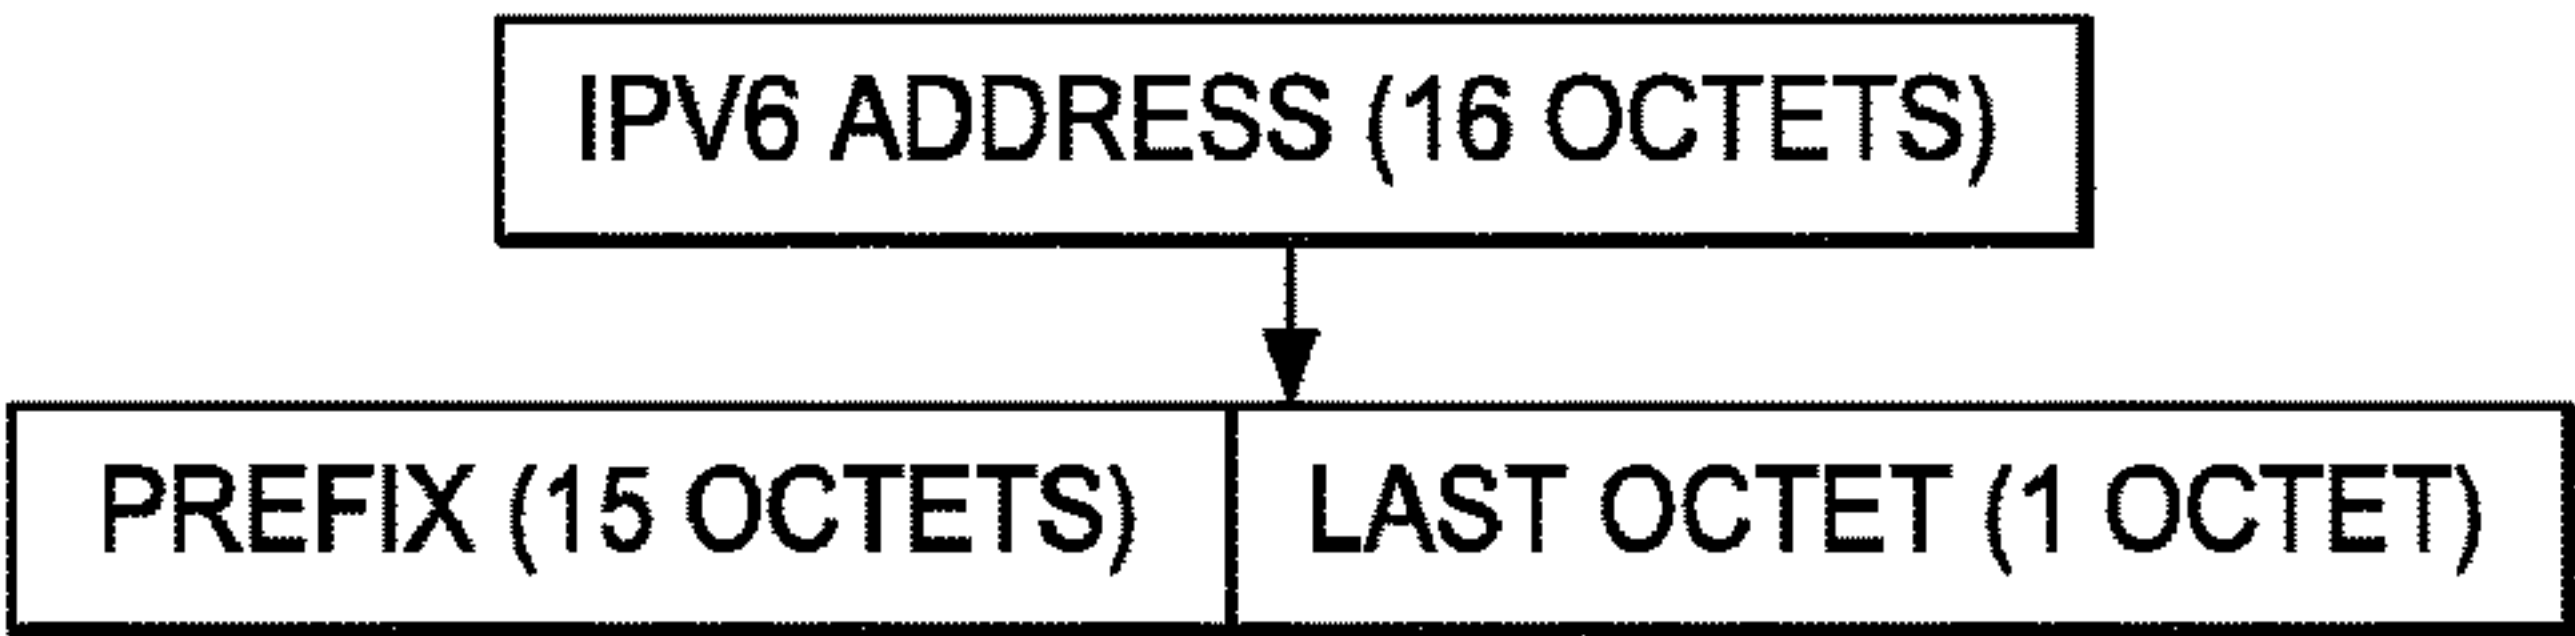 IPV6 ADDRESS (16 OCTETS)
PREFIX (15 OCTETS) LAST OCTET (1 OCTET)